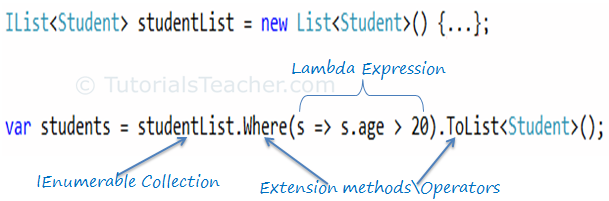 IList<Student> studentList = new List<Student>() {...};
© TutorialsTeacher.com
Lambda Expression
var students = studentList.Where(s => s.age > 20).ToList<Student>();
IEnumerable Collection
Extension methods\Operators